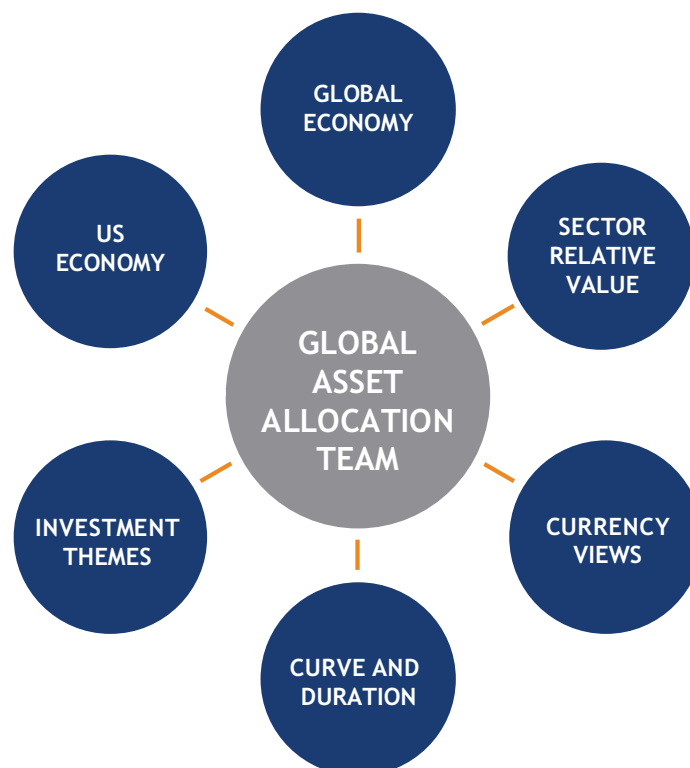 GLOBAL
ECONOMY
US
ECONOMY
SECTOR
RELATIVE
VALUE
GLOBAL
ASSET
ALLOCATION
TEAM
INVESTMENT
THEMES
CURRENCY
VIEWS
CURVE AND
DURATION